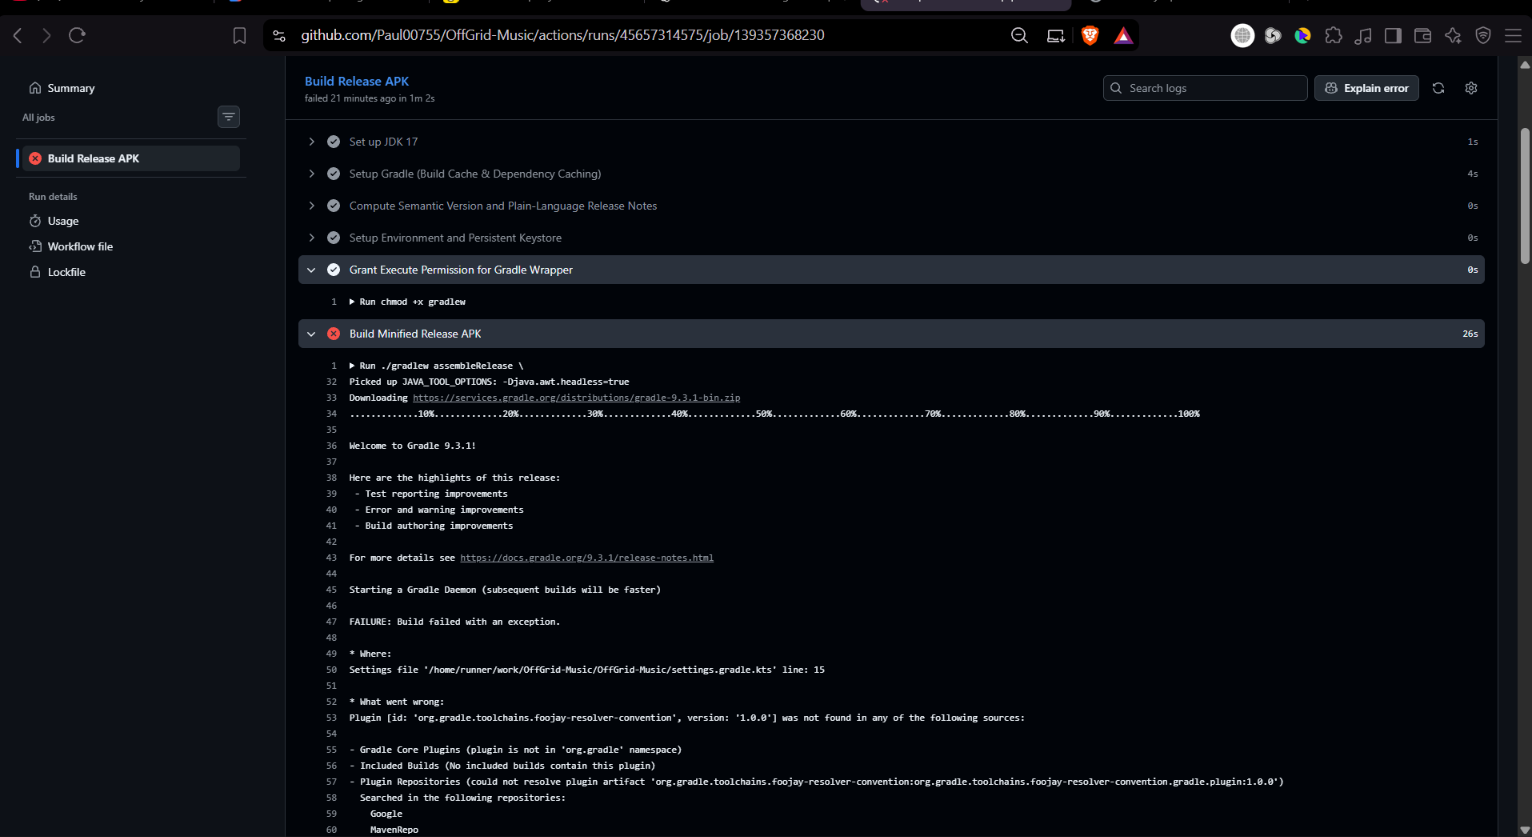 github.com/Paul00755/OffGrid-Music/actions/runs/45657314575/job/139357368230
Summary
All jobs
Build Release APK
Run details
Usage
Workflow file
Lockfile
Build Release APK
failed 21 minutes ago in 1m 2s
Search logs
Explain error
Set up JDK 17
1s
Setup Gradle (Build Cache & Dependency Caching)
4s
Compute Semantic Version and Plain-Language Release Notes
0s
Setup Environment and Persistent Keystore
0s
Grant Execute Permission for Gradle Wrapper
0s
1 ▶ Run chmod +x gradlew
Build Minified Release APK
26s
1 ▶ Run ./gradlew assembleRelease \
32 Picked up JAVA_TOOL_OPTIONS: -Djava.awt.headless=true
33 Downloading https://services.gradle.org/distributions/gradle-9.3.1-bin.zip
34 .............10%.............20%.............30%.............40%.............50%.............60%.............70%.............80%.............90%.............100%
35
36 Welcome to Gradle 9.3.1!
37
38 Here are the highlights of this release:
39 - Test reporting improvements
40 - Error and warning improvements
41 - Build authoring improvements
42
43 For more details see https://docs.gradle.org/9.3.1/release-notes.html
44
45 Starting a Gradle Daemon (subsequent builds will be faster)
46
47 FAILURE: Build failed with an exception.
48
49 * Where:
50 Settings file '/home/runner/work/OffGrid-Music/OffGrid-Music/settings.gradle.kts' line: 15
51
52 * What went wrong:
53 Plugin [id: 'org.gradle.toolchains.foojay-resolver-convention', version: '1.0.0'] was not found in any of the following sources:
54
55 - Gradle Core Plugins (plugin is not in 'org.gradle' namespace)
56 - Included Builds (No included builds contain this plugin)
57 - Plugin Repositories (could not resolve plugin artifact 'org.gradle.toolchains.foojay-resolver-convention:org.gradle.toolchains.foojay-resolver-convention.gradle.plugin:1.0.0')
58 Searched in the following repositories:
59 Google
60 MavenRepo